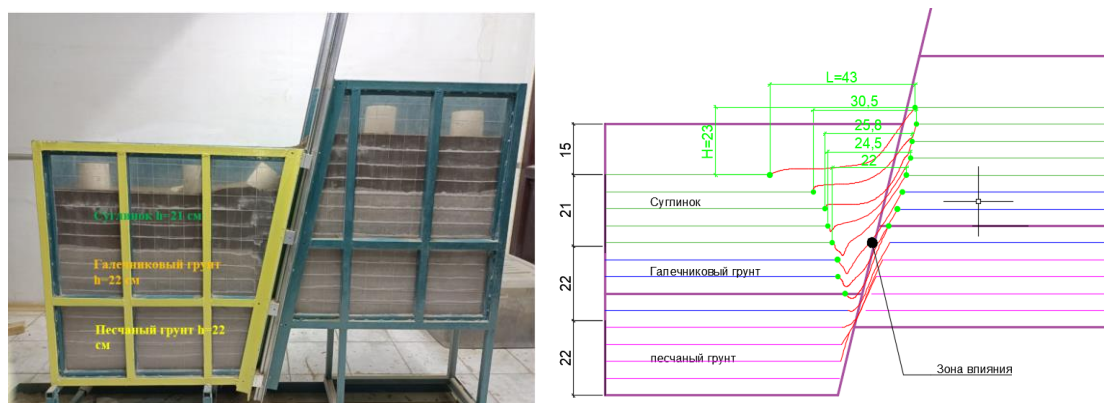 Суглинок h=21 см
Галечниковый грунт
h=22 см
Песчаный грунт h=22
см
L=43
30,5
25,8
24,5
22
H=23
15
21
22
22
Суглинок
Галечниковый грунт
песчаный грунт
Зона влияния